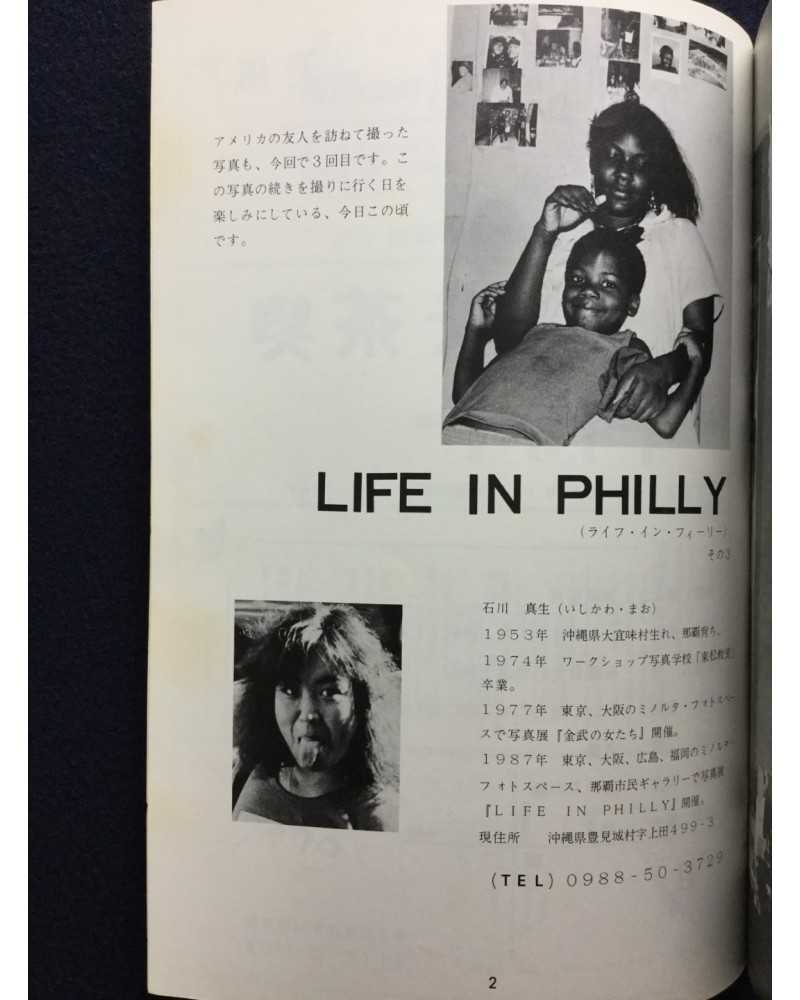 アメリカの友人を訪ねて撮った
写真も、今回で3回目です。こ
の写真の続きを撮りに行く日を
楽しみにしている、今日この頃
です。
LIFE IN PHILLY
(ライフ・イン・フィーリー)
その3
石川 真生(いしかわ・まお)
1953年 沖縄県大宜味村生れ、那覇育ち。
1974年 ワークショップ写真学校「東松教室」
卒業。
1977年 東京、大阪のミノルタ・フォトスペー
スで写真展『金武の女たち』開催。
1987年 東京、大阪、広島、福岡のミノルタ・
フォトスペース、那覇市民ギャラリーで写真展
『LIFE IN PHILLY』開催。
現住所 沖縄県豊見城村字上田499-3
(TEL) 0988-50-3729
2